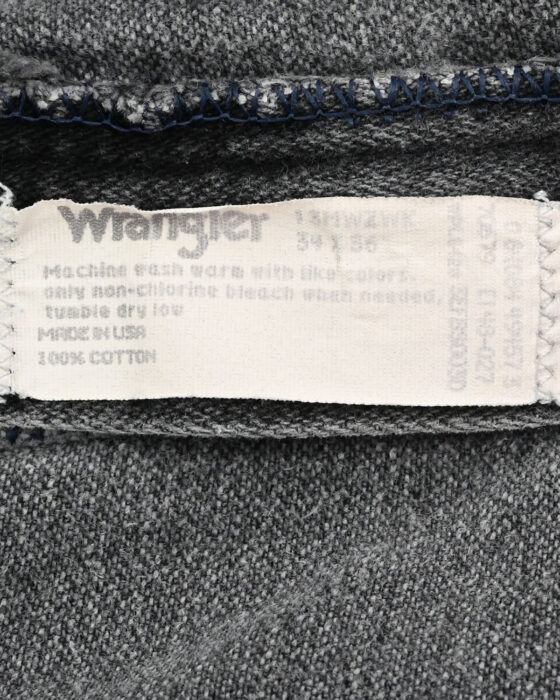 Wrangler
13MWZWK
34 X 36
Machine wash warm with like colors,
only non-chlorine bleach when needed,
tumble dry low
MADE IN USA
100% COTTON